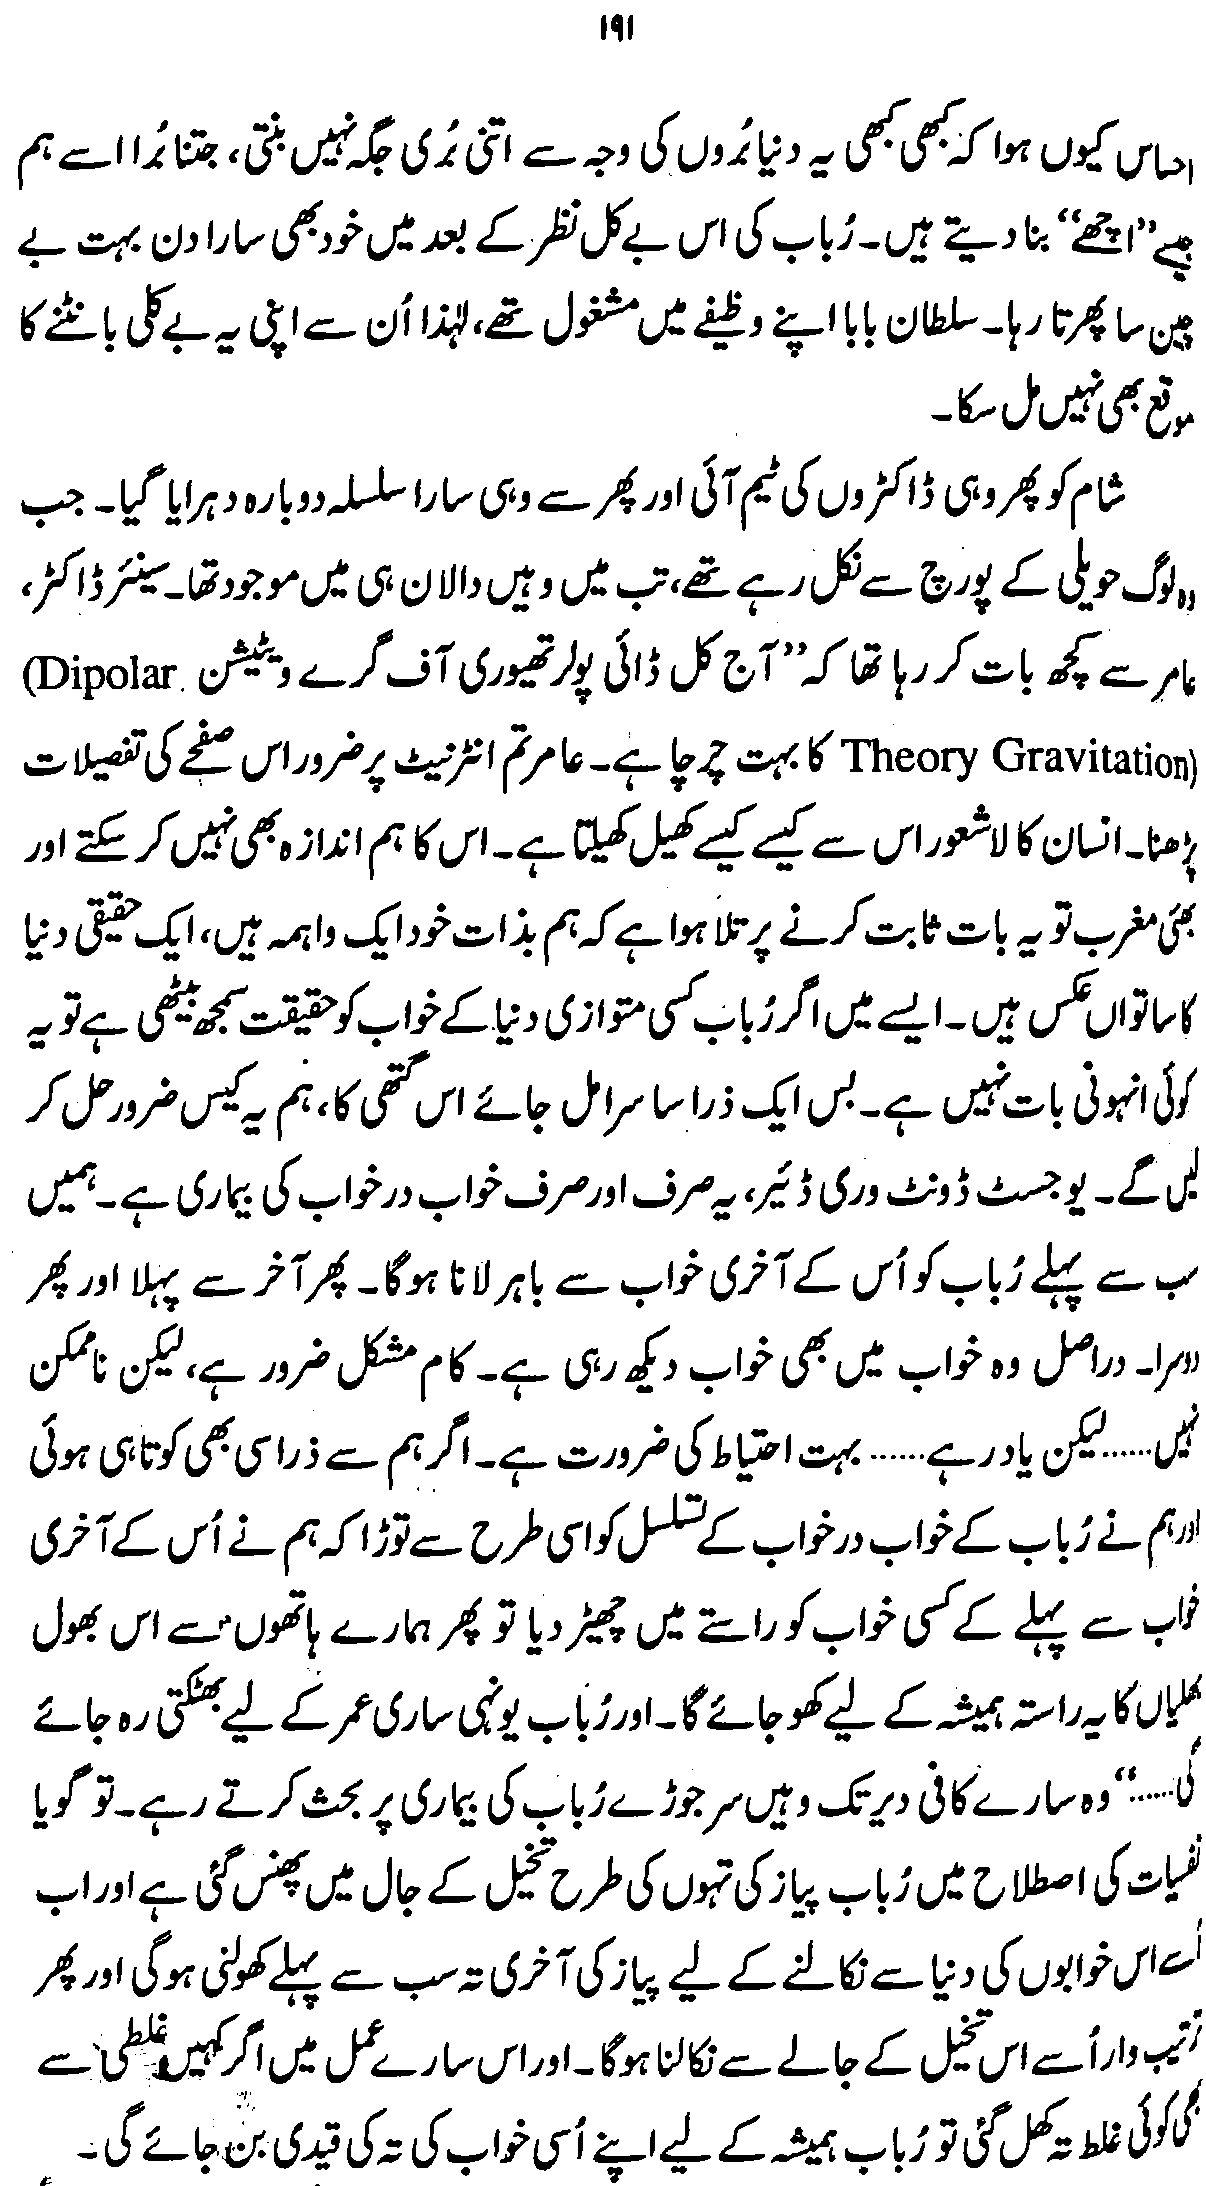 ۱۹۱
احساس کیوں ہوا کہ کبھی کبھی یہ دنیا بُروں کی وجہ سے اتنی بُری جگہ نہیں بنتی، جتنا بُرا اسے ہم
جیسے ”اچھے“ بنا دیتے ہیں۔ رُباب کی اس بے کل نظر کے بعد میں خود بھی سارا دن بہت بے
چین سا پھرتا رہا۔ سلطان بابا اپنے وظیفے میں مشغول تھے، لہٰذا اُن سے اپنی یہ بے کلی بانٹنے کا
موقع بھی نہیں مل سکا۔
شام کو پھر وہی ڈاکٹروں کی ٹیم آئی اور پھر سے وہی سارا سلسلہ دوبارہ دہرایا گیا۔ جب
وہ لوگ حویلی کے پورچ سے نکل رہے تھے، تب میں وہیں دالان ہی میں موجود تھا۔ سینئر ڈاکٹر،
عامر سے کچھ بات کر رہا تھا کہ ”آج کل ڈائی پولر تھیوری آف گرے ویٹیشن (Dipolar
Theory Gravitation) کا بہت چرچا ہے۔ عامر تم انٹرنیٹ پر ضرور اس صفحے کی تفصیلات
پڑھنا۔ انسان کا لاشعور اس سے کیسے کیسے کھیل کھیلتا ہے۔ اس کا ہم اندازہ بھی نہیں کر سکتے اور
بھئی مغرب تو یہ بات ثابت کرنے پر تلا ہوا ہے کہ ہم بذات خود ایک واہمہ ہیں، ایک حقیقی دنیا
کا ساتواں عکس ہیں۔ ایسے میں اگر رُباب کسی متوازی دنیا کے خواب کو حقیقت سمجھ بیٹھی ہے تو یہ
کوئی انہونی بات نہیں ہے۔ بس ایک ذرا سا سرا مل جائے اس گتھی کا، ہم یہ کیس ضرور حل کر
لیں گے۔ یو جسٹ ڈونٹ وری ڈئیر، یہ صرف اور صرف خواب در خواب کی بیماری ہے۔ ہمیں
سب سے پہلے رُباب کو اُس کے آخری خواب سے باہر لانا ہوگا۔ پھر آخر سے پہلا اور پھر
دوسرا۔ دراصل وہ خواب میں بھی خواب دیکھ رہی ہے۔ کام مشکل ضرور ہے، لیکن ناممکن
نہیں...... لیکن یاد رہے...... بہت احتیاط کی ضرورت ہے۔ اگر ہم سے ذرا سی بھی کوتاہی ہوئی
اور ہم نے رُباب کے خواب در خواب کے تسلسل کو اسی طرح سے توڑا کہ ہم نے اُس کے آخری
خواب سے پہلے کے کسی خواب کو راستے میں چھیڑ دیا تو پھر ہمارے ہاتھوں سے اس بھول
بھلیاں کا یہ راستہ ہمیشہ کے لیے کھو جائے گا۔ اور رُباب یونہی ساری عمر کے لیے بھٹکتی رہ جائے
گی......“ وہ سارے کافی دیر تک وہیں سر جوڑے رُباب کی بیماری پر بحث کرتے رہے۔ تو گویا
نفسیات کی اصطلاح میں رُباب پیاز کی تہوں کی طرح تخیل کے جال میں پھنس گئی ہے اور اب
اُسے اس خوابوں کی دنیا سے نکالنے کے لیے پیاز کی آخری تہ سب سے پہلے کھولنی ہوگی اور پھر
ترتیب وار اُسے اس تخیل کے جالے سے نکالنا ہوگا۔ اور اس سارے عمل میں اگر کہیں غلطی سے
بھی کوئی غلط تہ کھل گئی تو رُباب ہمیشہ کے لیے اپنے اُسی خواب کی تہ کی قیدی بن جائے گی۔